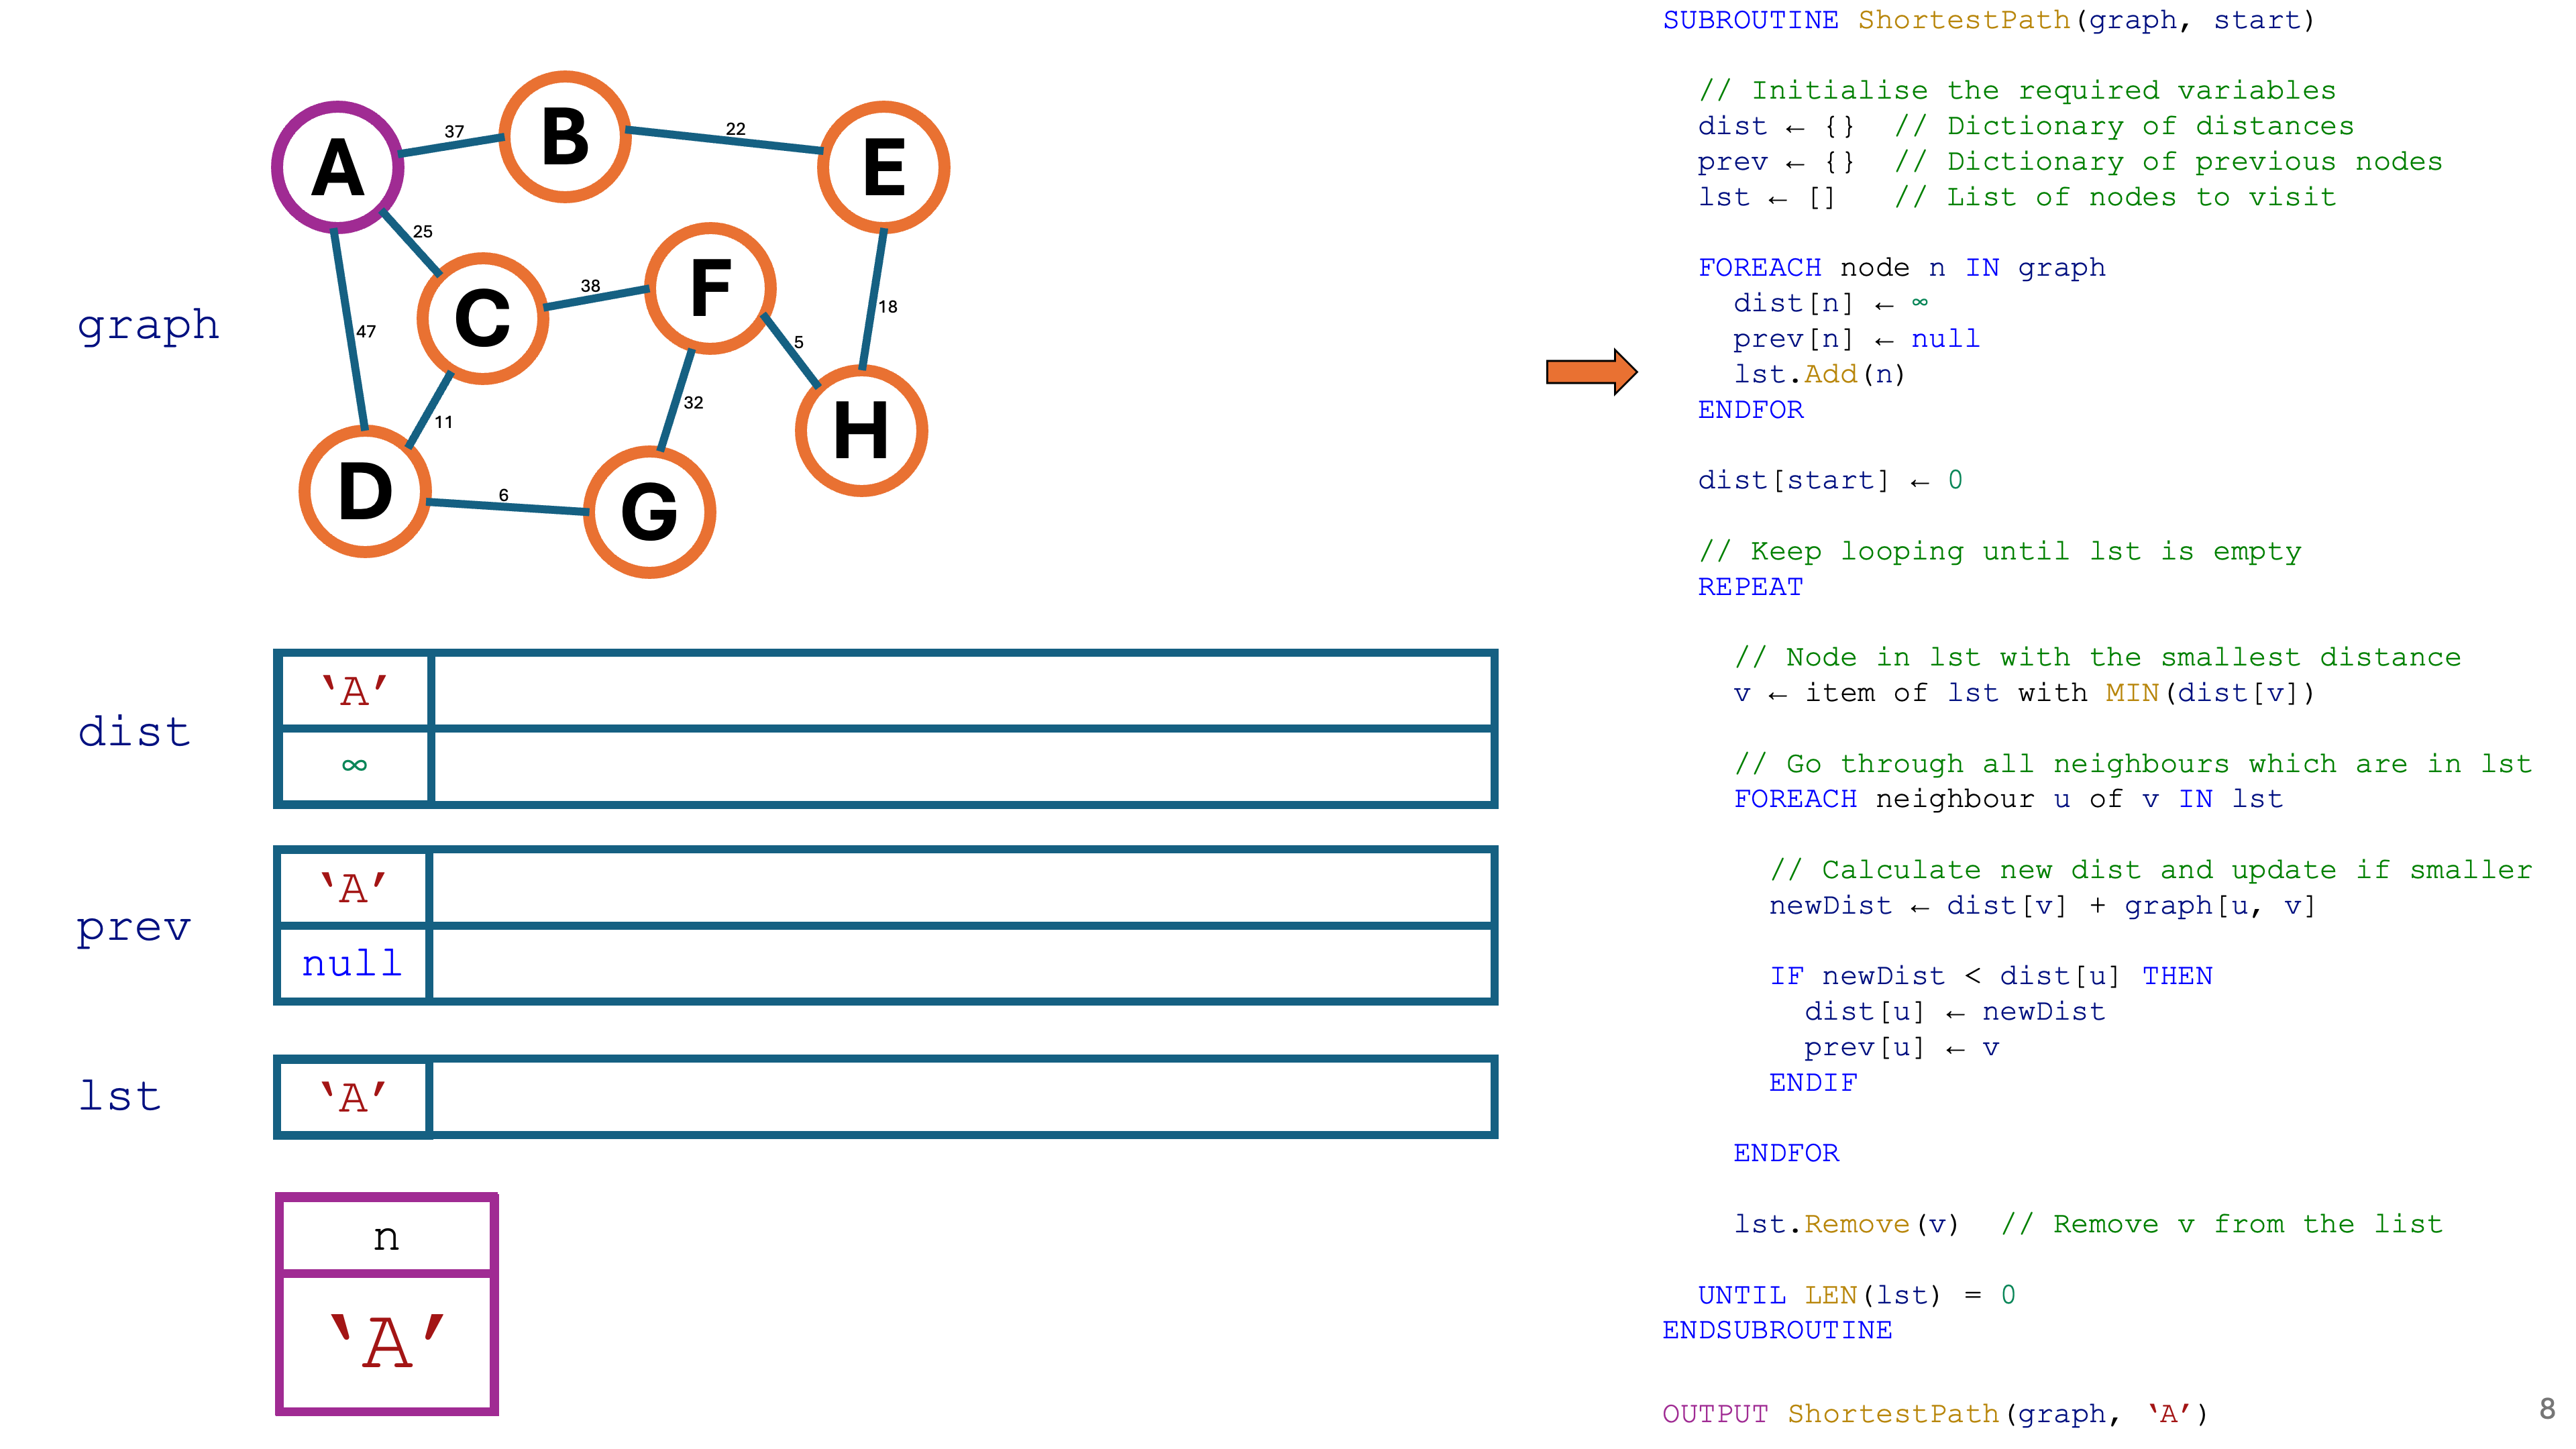 graph
A
B
E
C
F
H
D
G
37
22
25
38
18
47
5
11
32
6
dist
‘A’
∞
prev
‘A’
null
lst
‘A’
n
‘A’
SUBROUTINE ShortestPath(graph, start)
// Initialise the required variables
dist ← {}  // Dictionary of distances
prev ← {}  // Dictionary of previous nodes
lst ← []   // List of nodes to visit
FOREACH node n IN graph
dist[n] ← ∞
prev[n] ← null
lst.Add(n)
ENDFOR
dist[start] ← 0
// Keep looping until lst is empty
REPEAT
// Node in lst with the smallest distance
v ← item of lst with MIN(dist[v])
// Go through all neighbours which are in lst
FOREACH neighbour u of v IN lst
// Calculate new dist and update if smaller
newDist ← dist[v] + graph[u, v]
IF newDist < dist[u] THEN
dist[u] ← newDist
prev[u] ← v
ENDIF
ENDFOR
lst.Remove(v)  // Remove v from the list
UNTIL LEN(lst) = 0
ENDSUBROUTINE
OUTPUT ShortestPath(graph, ‘A’)
8